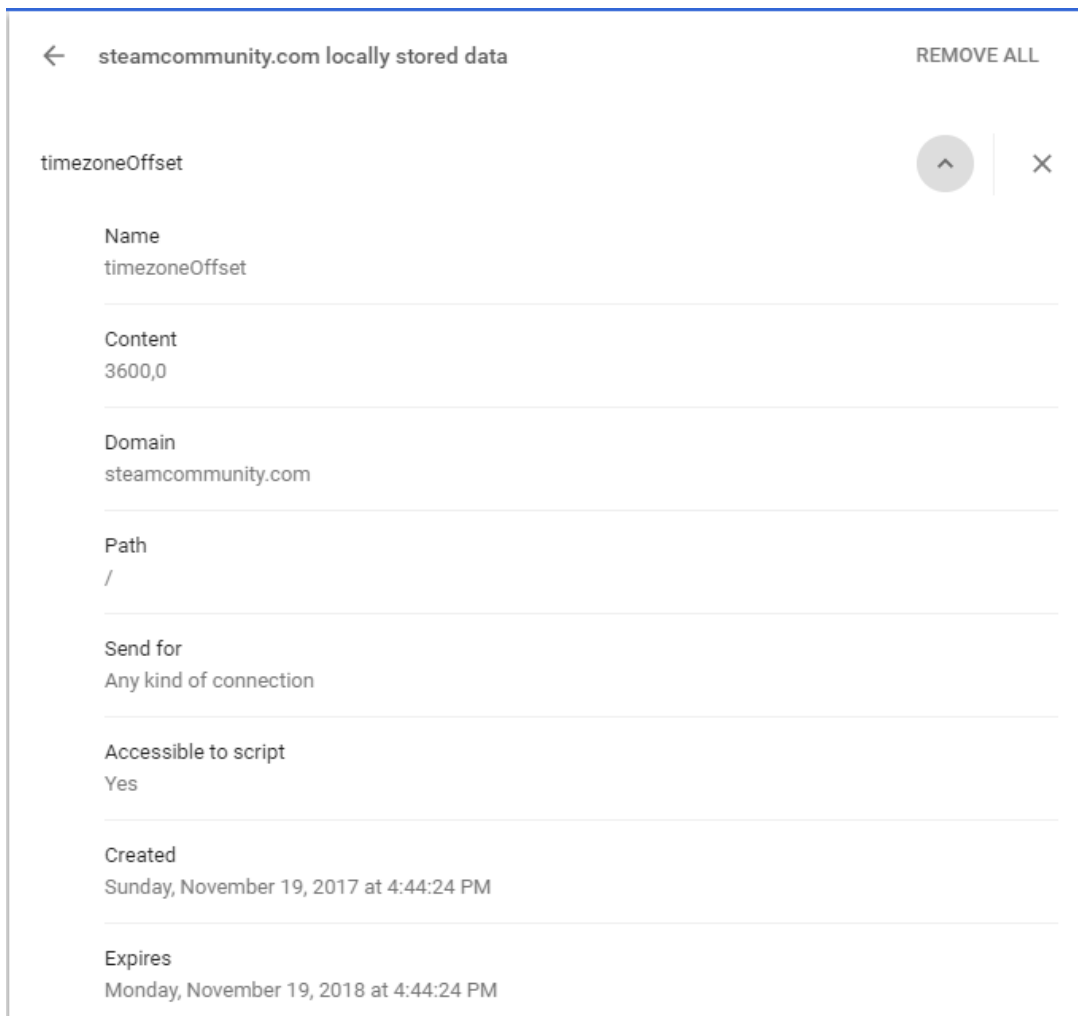 steamcommunity.com locally stored data
REMOVE ALL
timezoneOffset
Name
timezoneOffset
Content
3600,0
Domain
steamcommunity.com
Path
/
Send for
Any kind of connection
Accessible to script
Yes
Created
Sunday, November 19, 2017 at 4:44:24 PM
Expires
Monday, November 19, 2018 at 4:44:24 PM